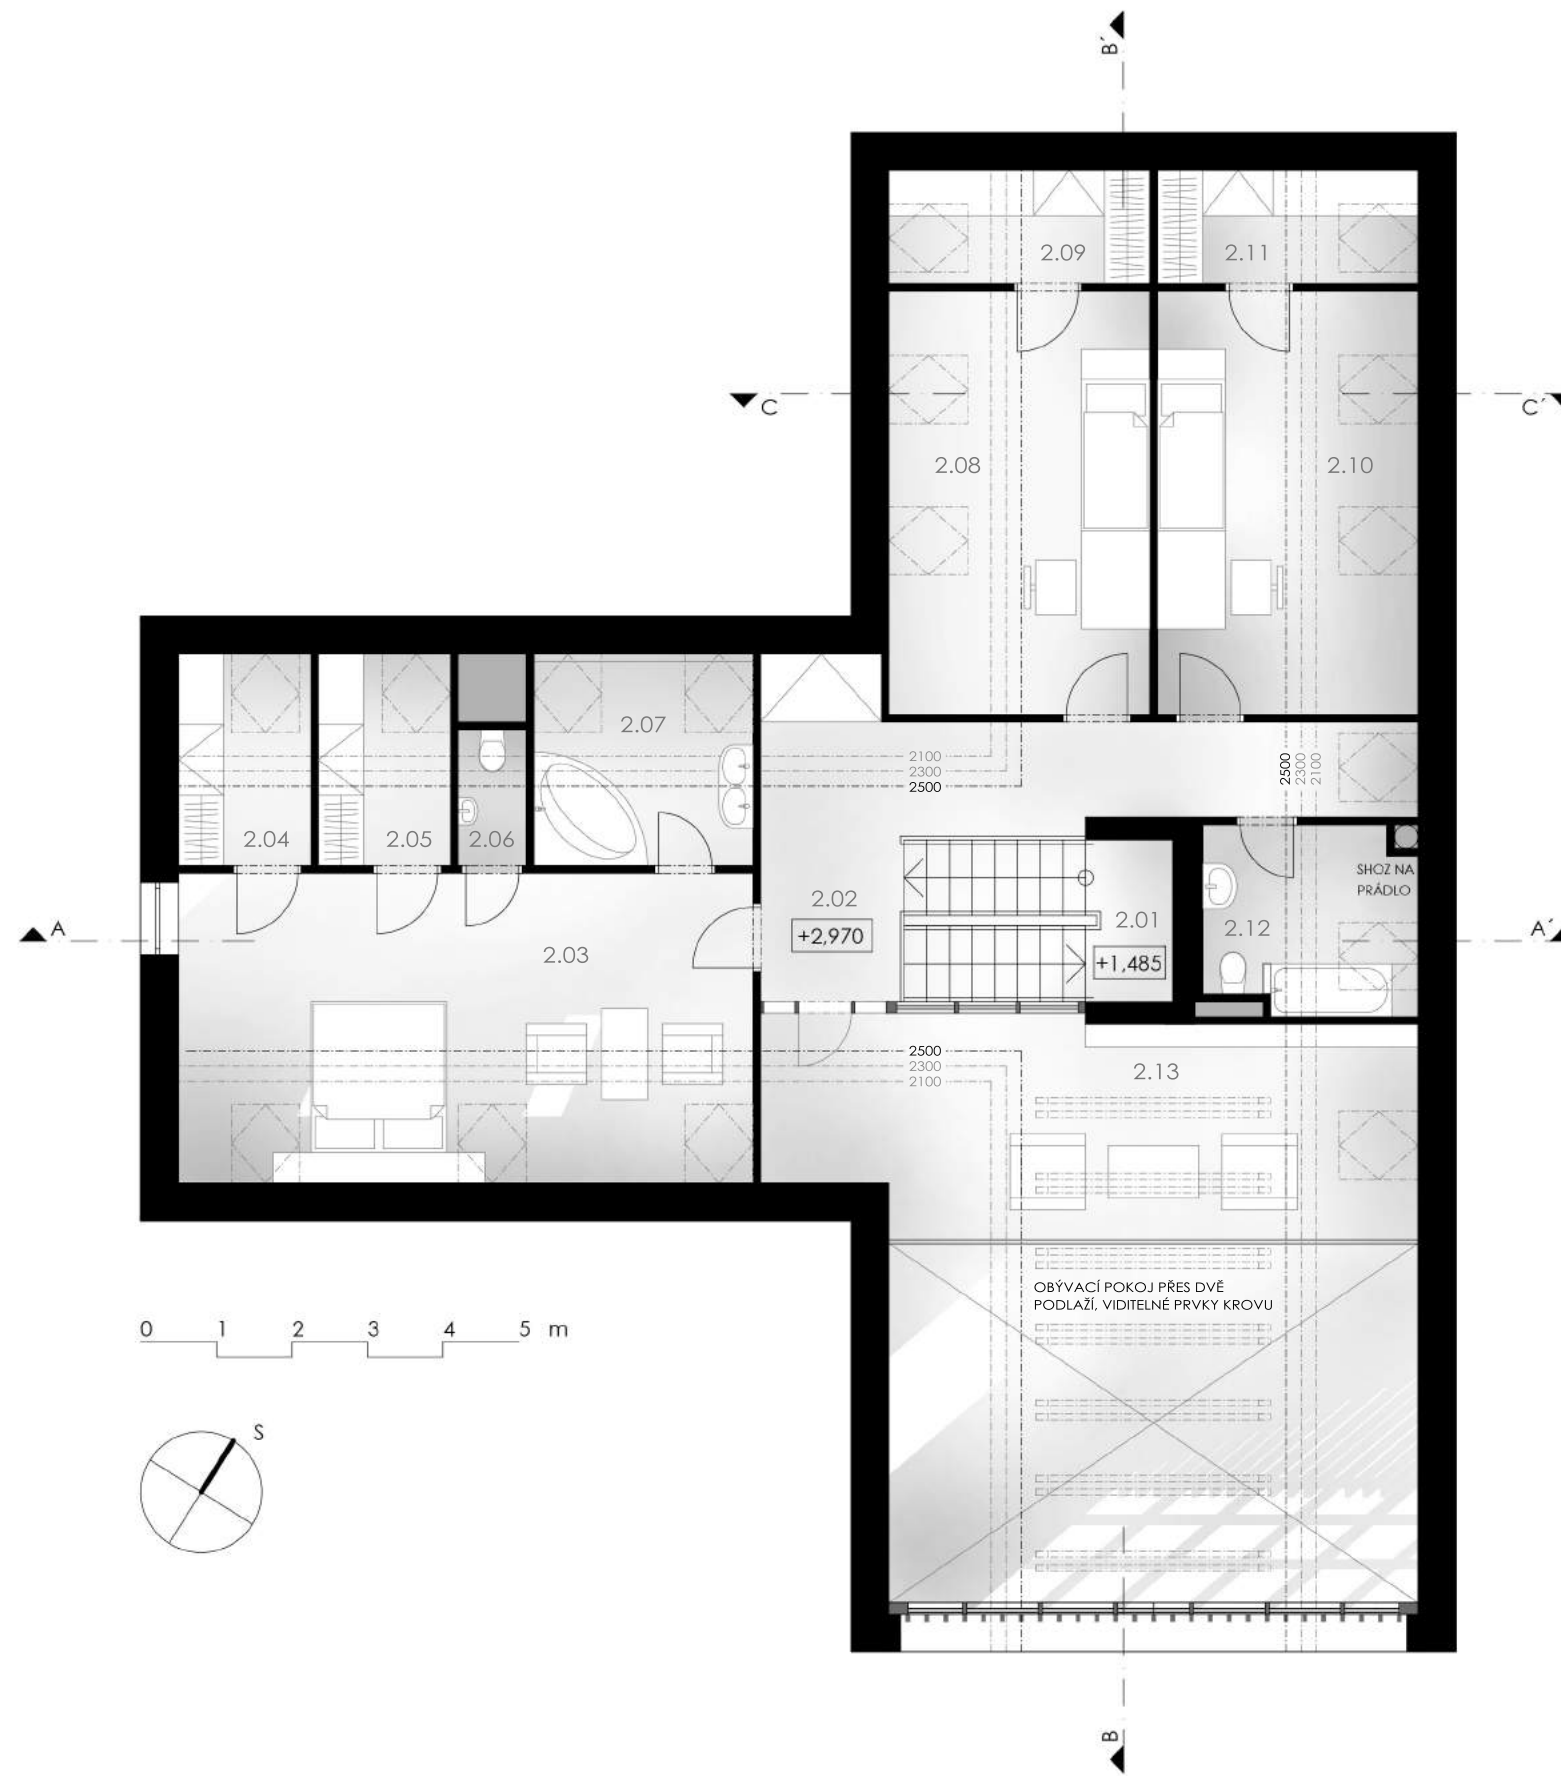 B´
2.09
2.11
C
C´
2.08
2.10
2.07
2100
2300
2500
2500
2300
2100
2.04
2.05
2.06
SHOZ NA
PRÁDLO
2.02
+2,970
2.01
+1,485
2.12
A
A´
2.03
2500
2300
2100
2.13
OBÝVACÍ POKOJ PŘES DVĚ
PODLAŽÍ, VIDITELNÉ PRVKY KROVU
0 1 2 3 4 5 m
S
B